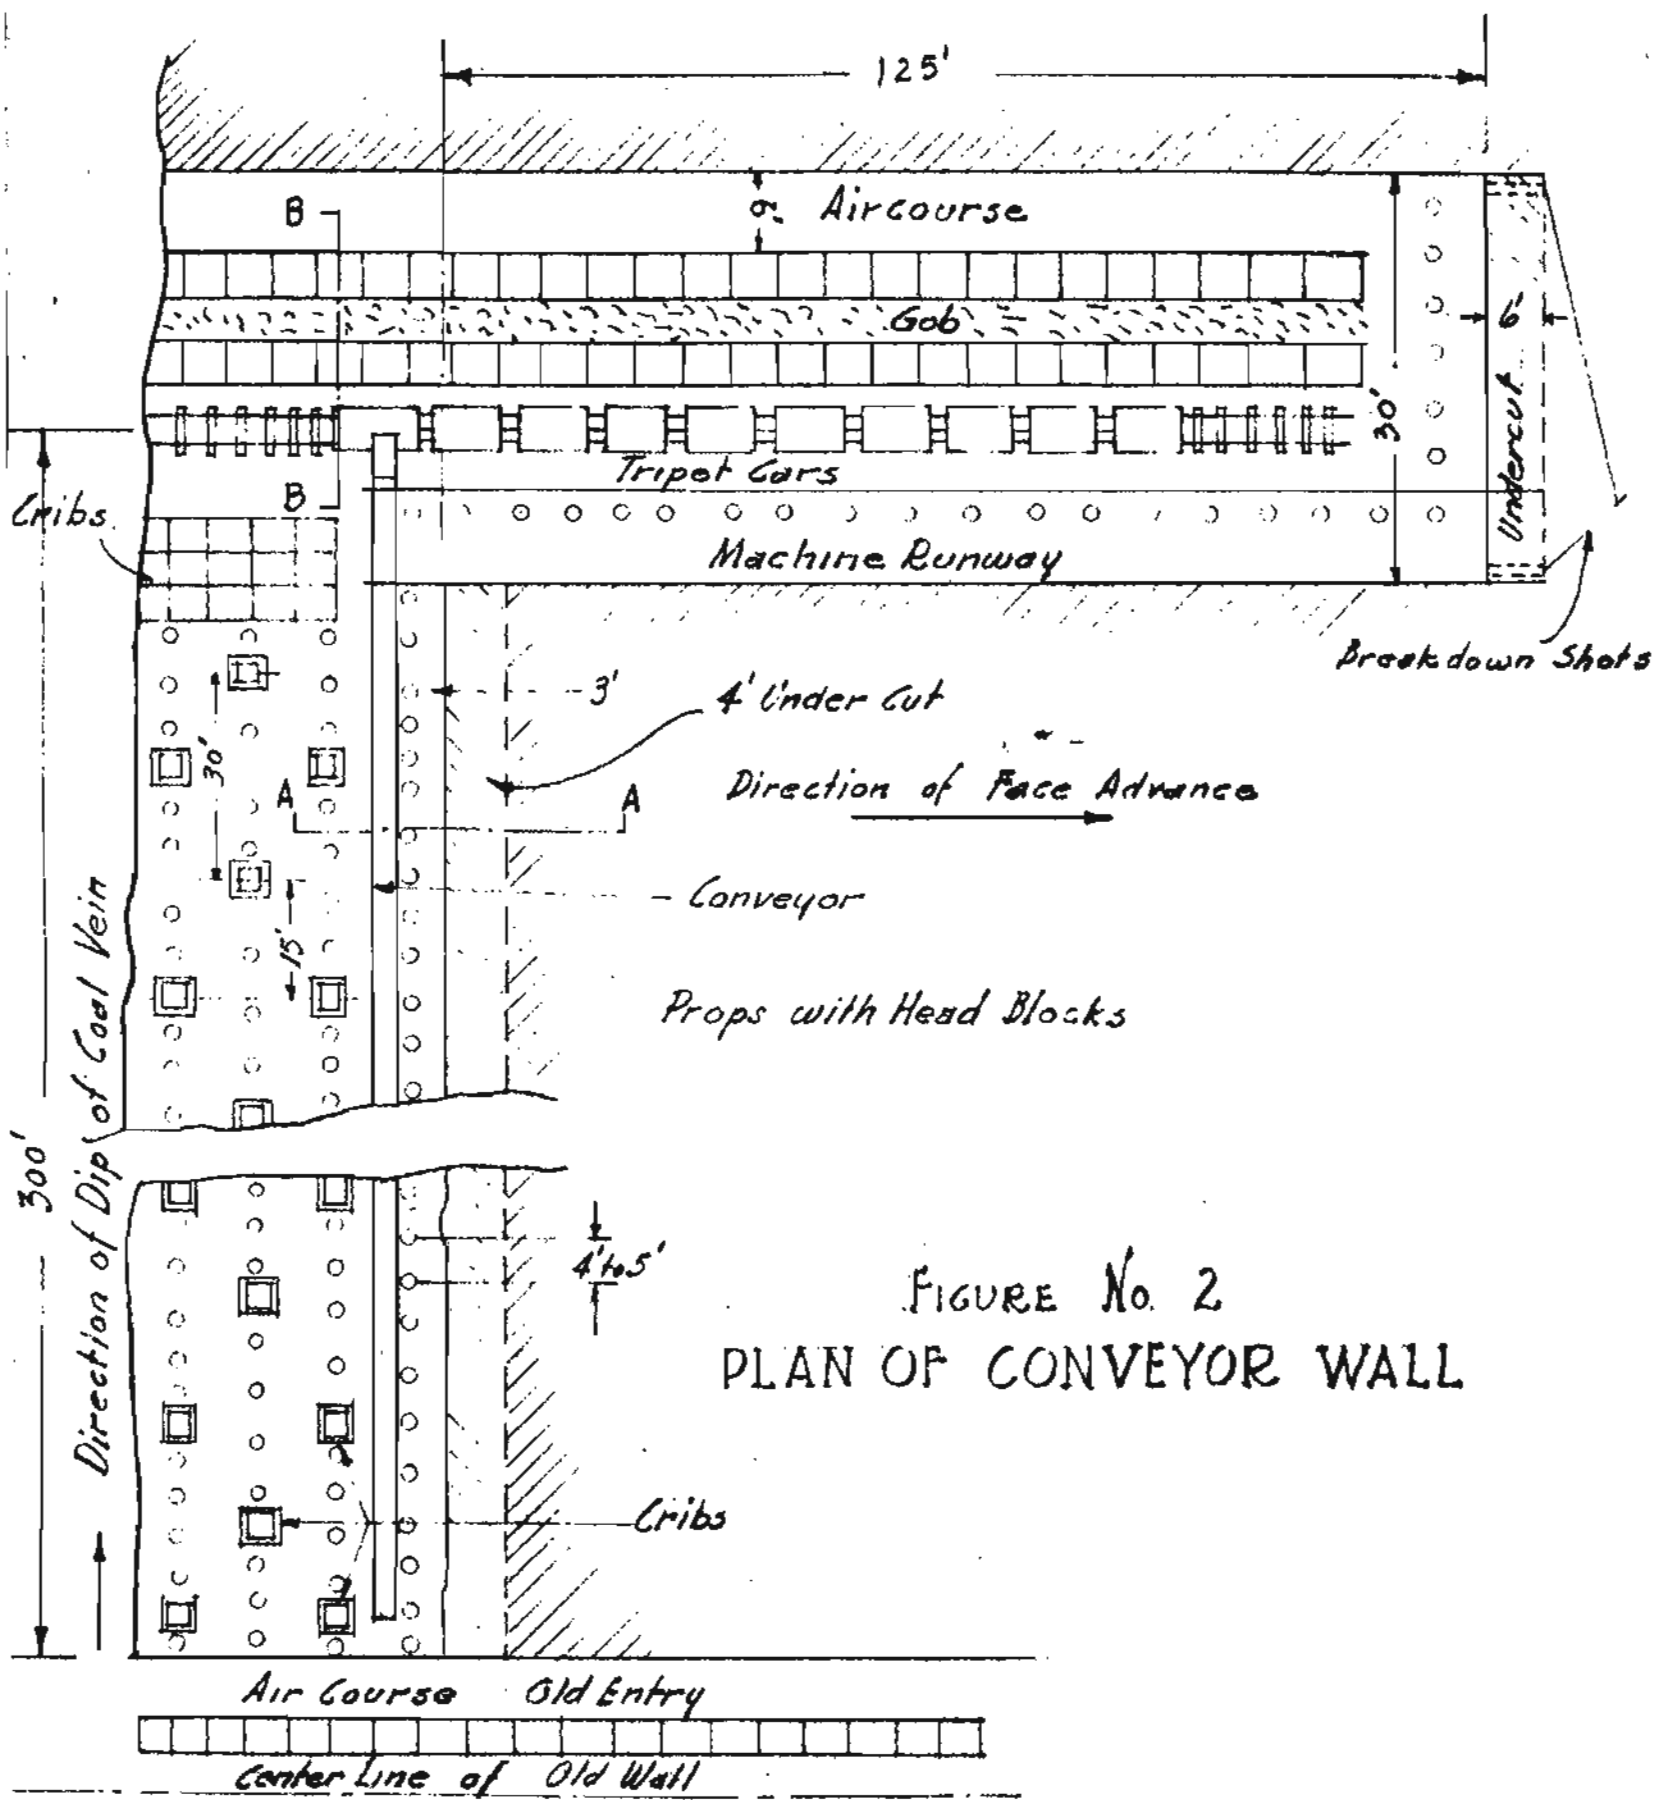 125'
B
Aircourse
Gob
6'
30'
Tripot Cars
Undercut
B
Cribs
Machine Runway
Breakdown Shots
3'
4' Under Cut
30'
A
A
Direction of Face Advance
Conveyor
15'
Props with Head Blocks
300'
Direction of Dip of Coal Vein
4' to 5'
FIGURE No. 2
PLAN OF CONVEYOR WALL
Cribs
Air Course Old Entry
Center Line of Old Wall